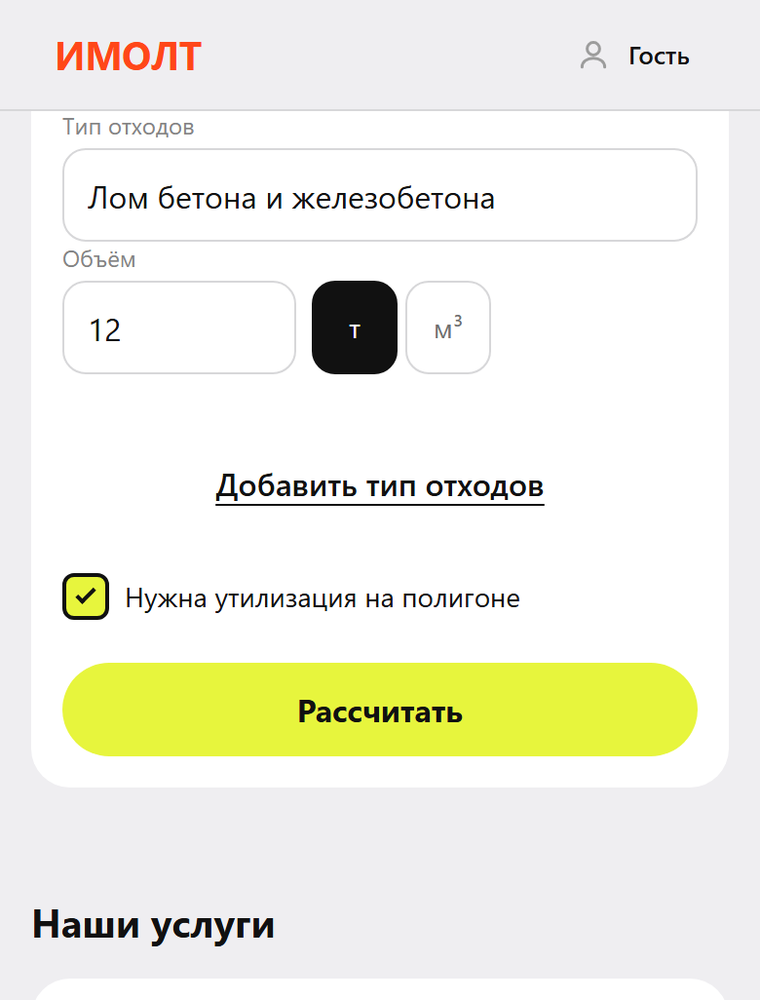 ИМОЛТ
Гость
Тип отходов
Лом бетона и железобетона
Объём
12
т
м³
Добавить тип отходов
Нужна утилизация на полигоне
Рассчитать
Наши услуги